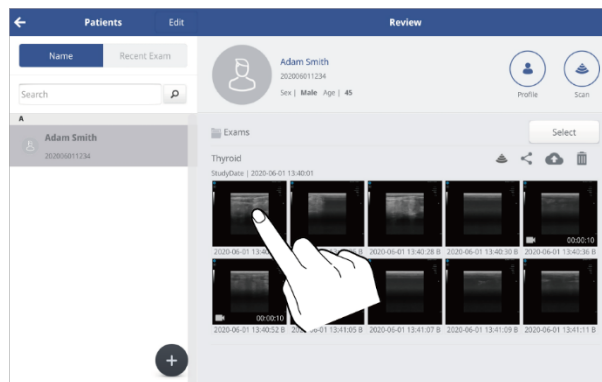 Patients
Edit
Review
Name
Recent Exam
Search
A
Adam Smith
202006011234
Adam Smith
202006011234
Sex | Male Age | 45
Profile
Scan
Exams
Select
Thyroid
StudyDate | 2020-06-01 13:40:01
00:00:10
2020-06-01 13:40:28 B
2020-06-01 13:40:30 B
2020-06-01 13:40:36 B
00:00:10
2020-06-01 13:40:52 B
13:41:05 B
2020-06-01 13:41:07 B
2020-06-01 13:41:09 B
2020-06-01 13:41:11 B